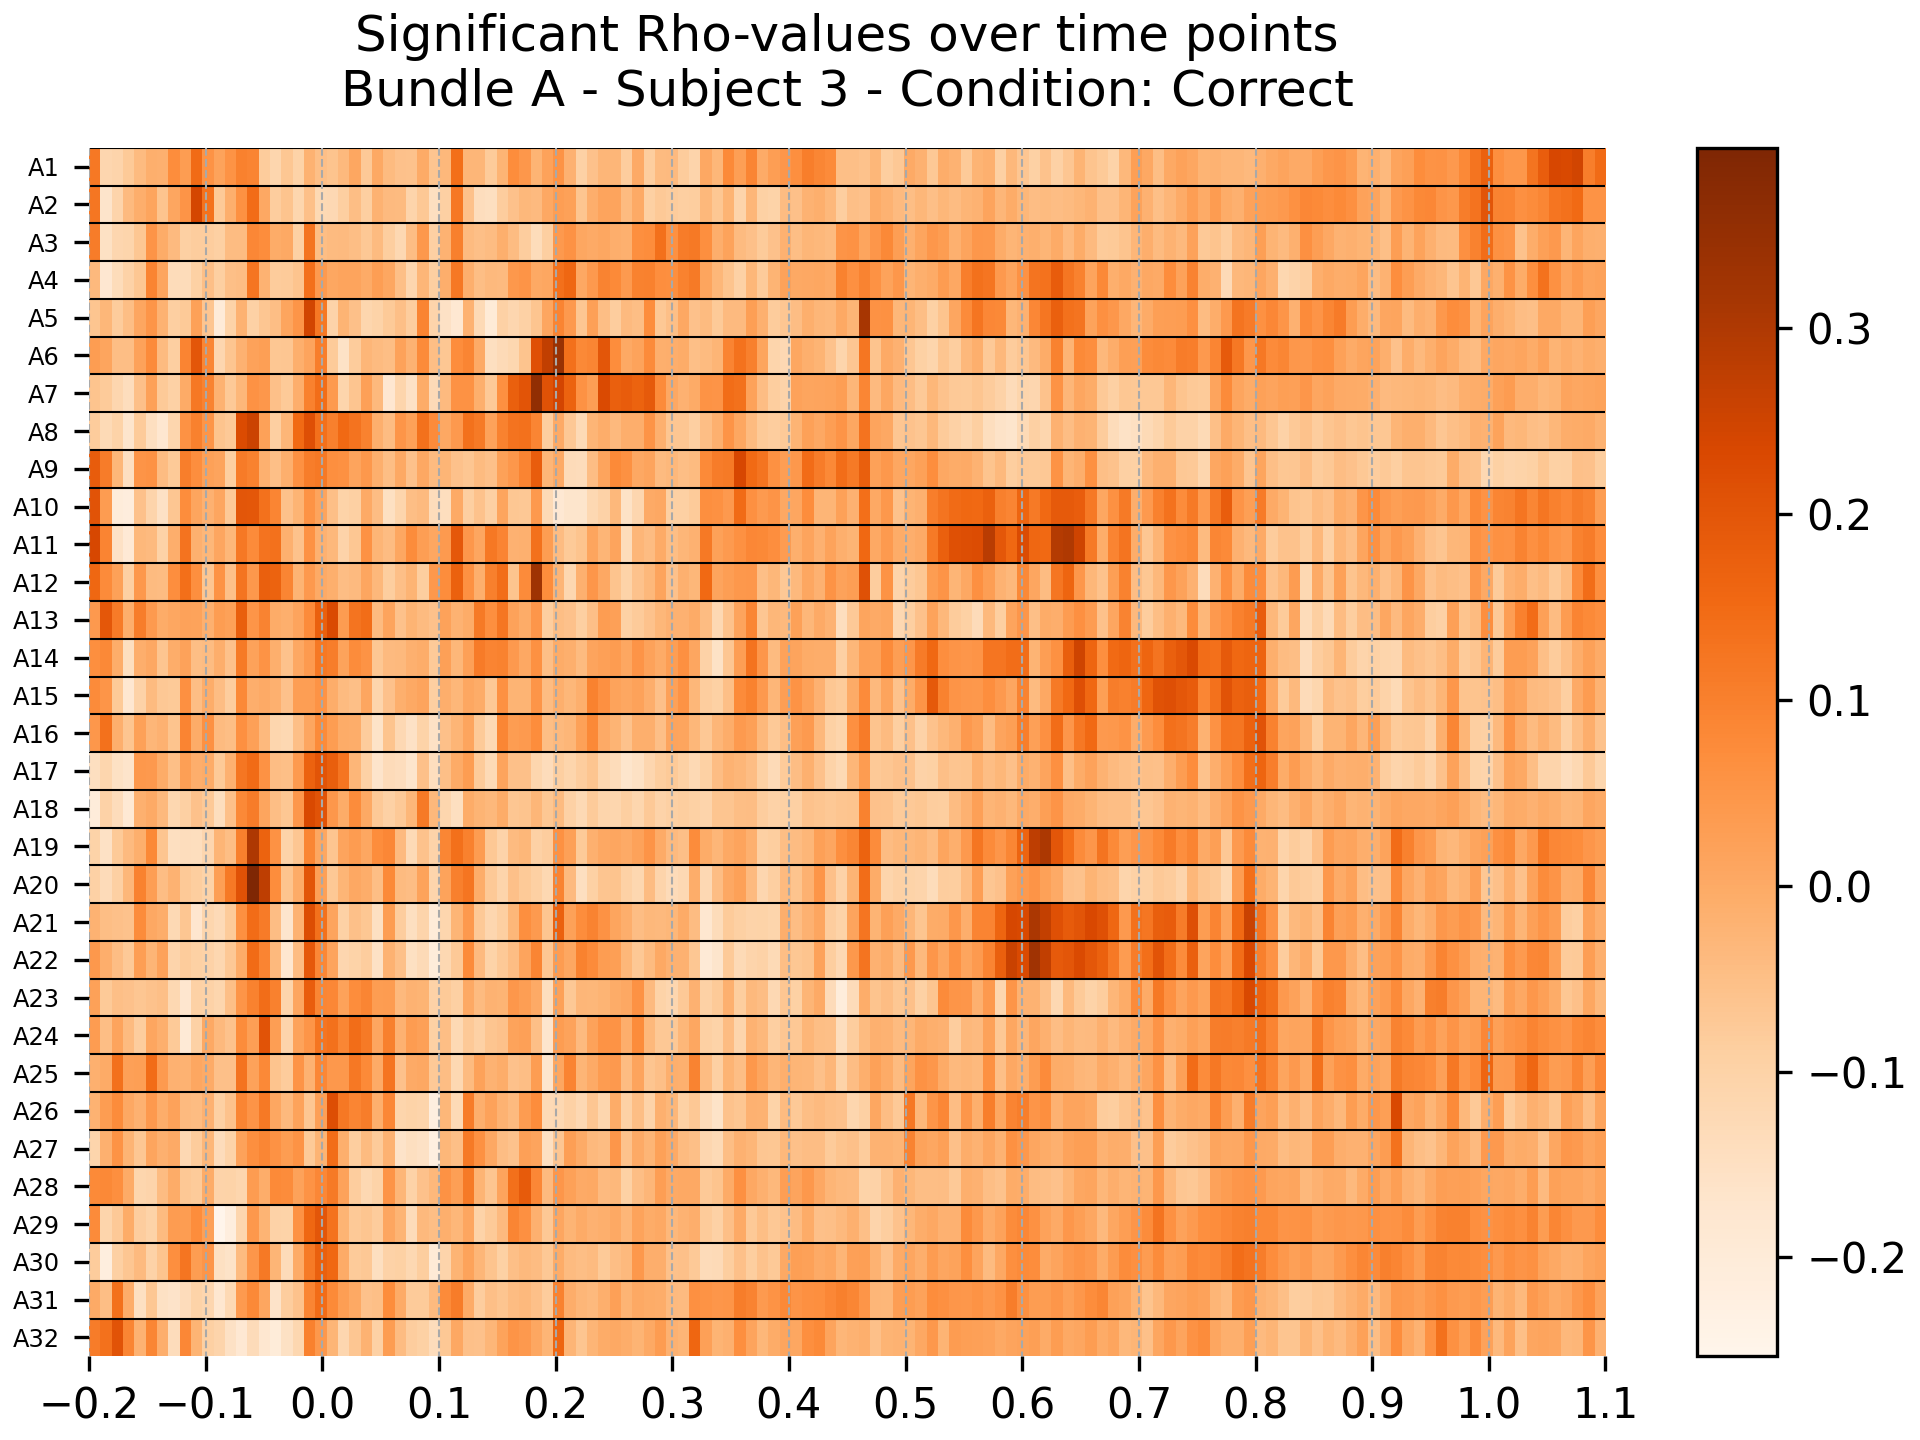 Significant Rho-values over time points
Bundle A - Subject 3 - Condition: Correct
A1
A2
A3
A4
A5
A6
A7
A8
A9
A10
A11
A12
A13
A14
A15
A16
A17
A18
A19
A20
A21
A22
A23
A24
A25
A26
A27
A28
A29
A30
A31
A32
−0.2 −0.1 0.0 0.1 0.2 0.3 0.4 0.5 0.6 0.7 0.8 0.9 1.0 1.1
0.3
0.2
0.1
0.0
−0.1
−0.2